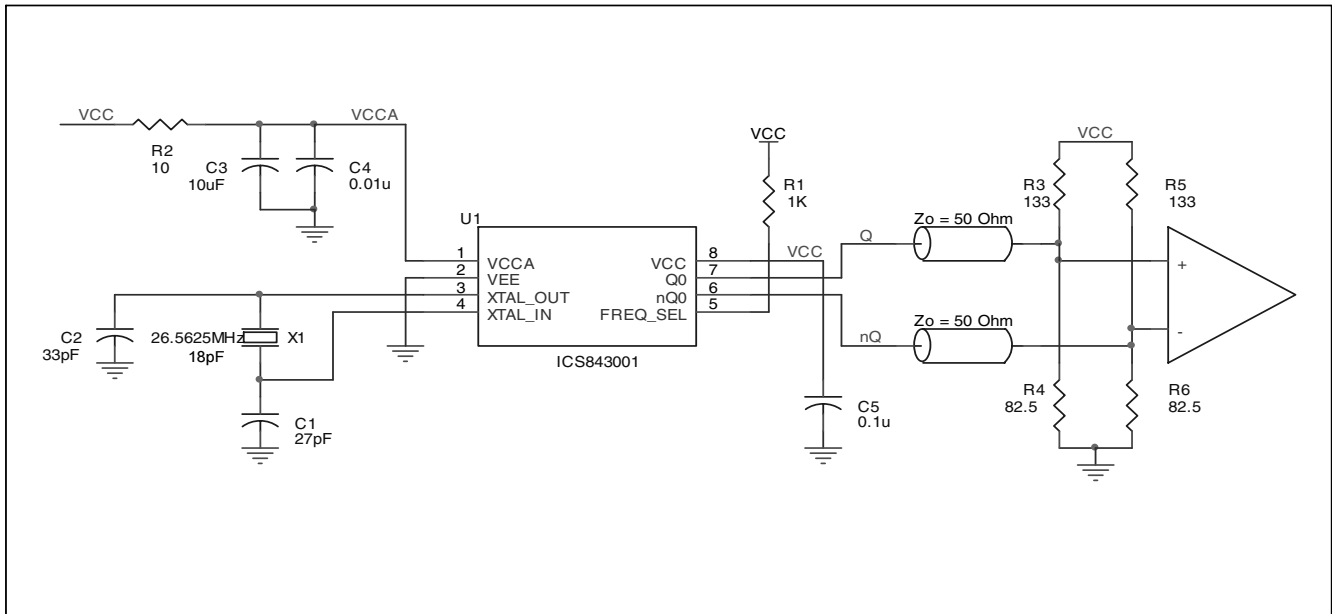 VCC
R2
10
VCCA
C3
10uF
C4
0.01u
U1
1
2
3
4
VCCA
VEE
XTAL_OUT
XTAL_IN
VCC
Q0
nQ0
FREQ_SEL
8
7
6
5
ICS843001
C2
33pF
26.5625MHz
18pF
X1
C1
27pF
VCC
R1
1K
VCC
C5
0.1u
Q
Zo = 50 Ohm
nQ
Zo = 50 Ohm
VCC
R3
133
R5
133
+
-
R4
82.5
R6
82.5